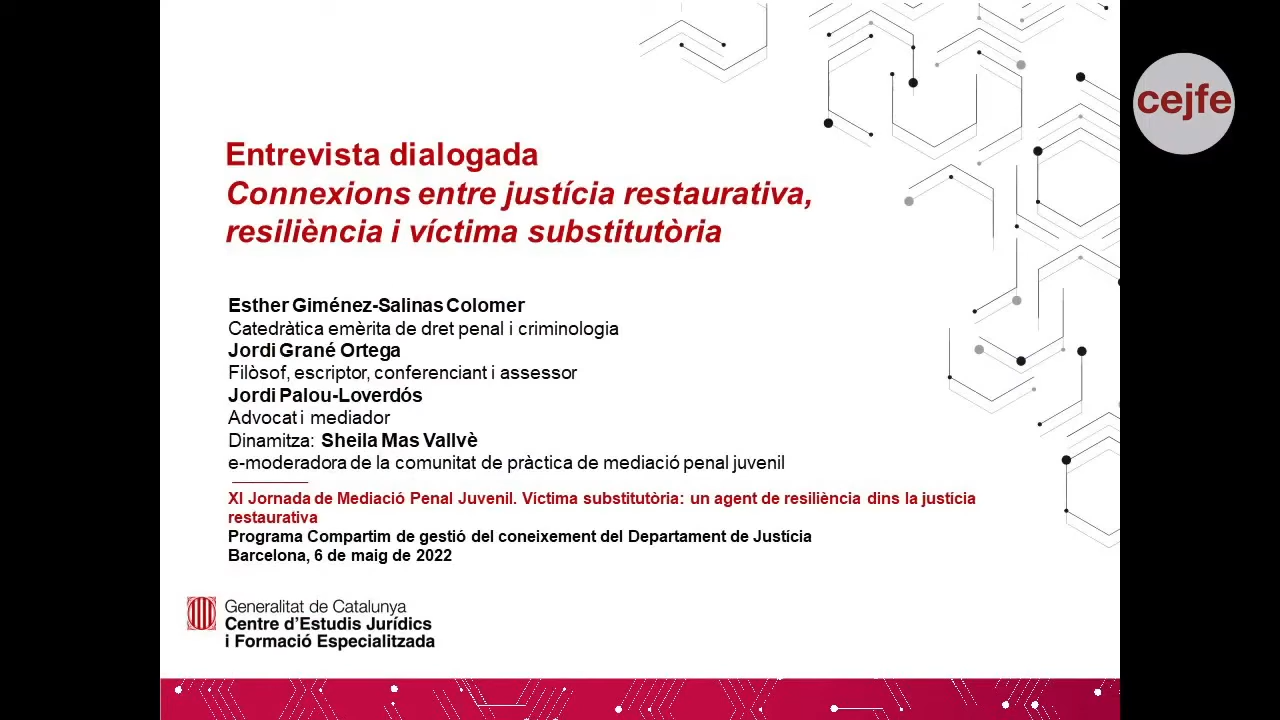 cejfe
Entrevista dialogada
Connexions entre justícia restaurativa,
resiliència i víctima substitutòria
Esther Giménez-Salinas Colomer
Catedràtica emèrita de dret penal i criminologia
Jordi Grané Ortega
Filòsof, escriptor, conferenciant i assessor
Jordi Palou-Loverdós
Advocat i mediador
Dinamitza: Sheila Mas Vallvè
e-moderadora de la comunitat de pràctica de mediació penal juvenil
XI Jornada de Mediació Penal Juvenil. Víctima substitutòria: un agent de resiliència dins la justícia
restaurativa
Programa Compartim de gestió del coneixement del Departament de Justícia
Barcelona, 6 de maig de 2022
Generalitat de Catalunya
Centre d'Estudis Jurídics
i Formació Especialitzada